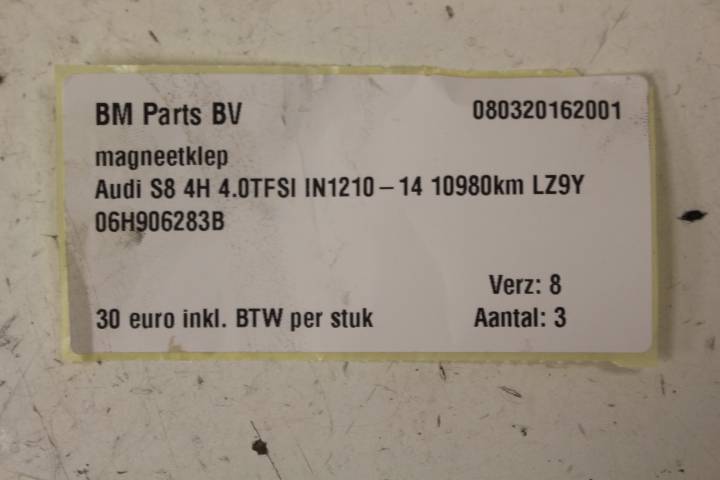 BM Parts BV 080320162001
magneetklep
Audi S8 4H 4.0TFSI IN1210-14 10980km LZ9Y
06H906283B
Verz: 8
30 euro inkl. BTW per stuk Aantal: 3